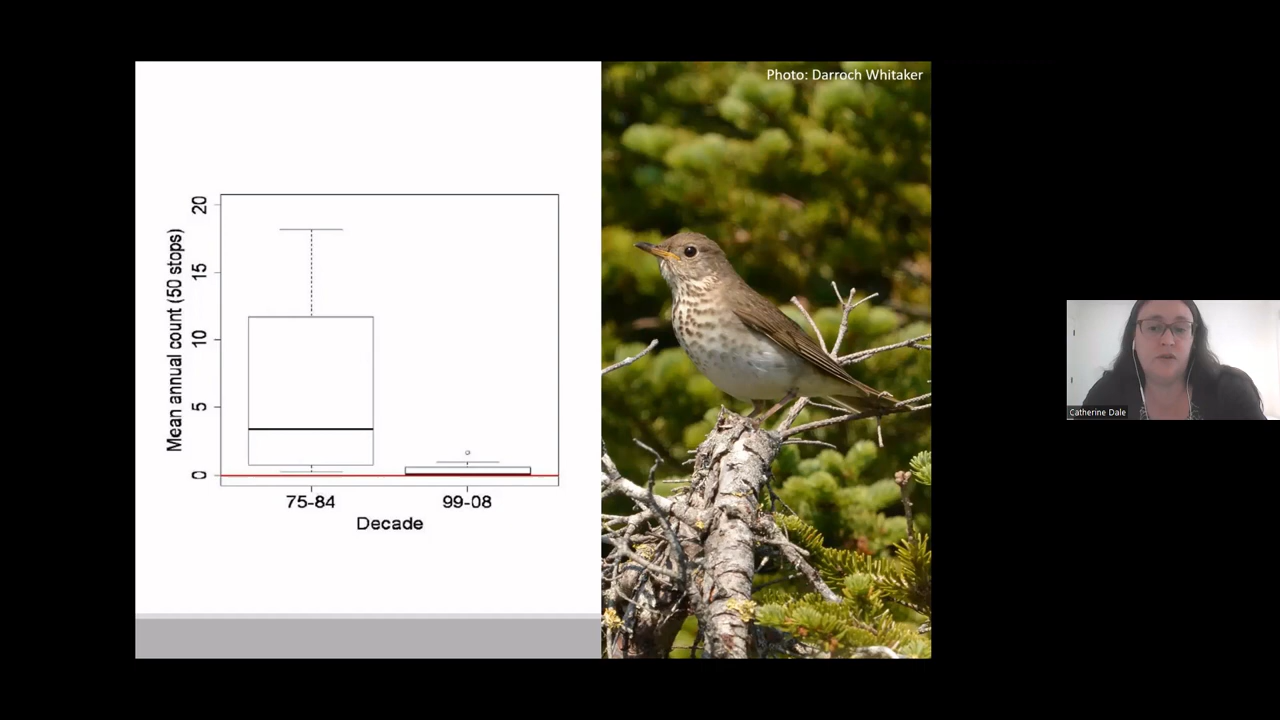 Photo: Darroch Whitaker
Mean annual count (50 stops)
20
15
10
5
0
75-84
99-08
Decade
Catherine Dale